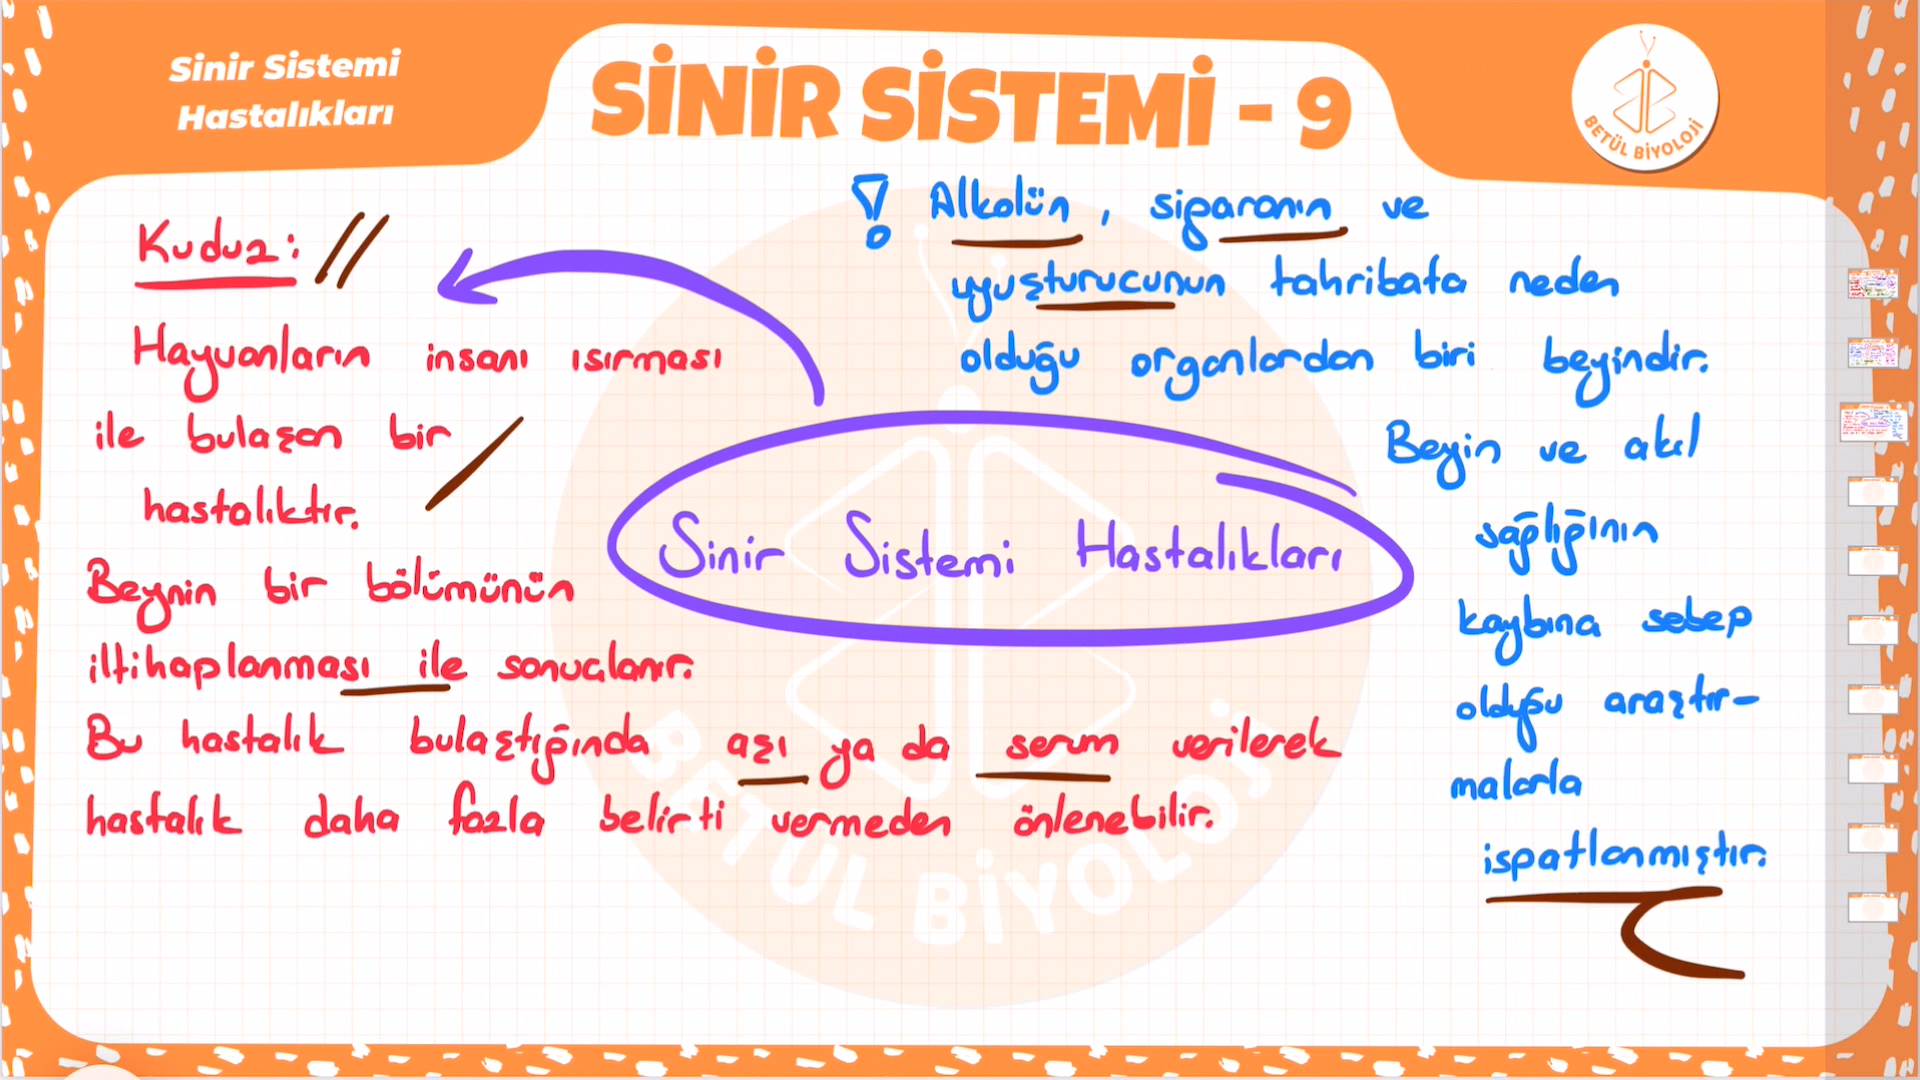 Sinir Sistemi
Hastalıkları
SİNİR SİSTEMİ - 9
BETÜL BİYOLOJİ
Kuduz:
Hayvanların insanı ısırması
ile bulaşan bir
hastalıktır.
Beynin bir bölümünün
iltihaplanması ile sonuclanır.
Bu hastalık bulaştığında aşı ya da serum verilerek
hastalık daha fazla belirti vermeden önlenebilir.
Sinir Sistemi Hastalıkları
! Alkolün, sigaranın ve
uyuşturucunun tahribata neden
olduğu organlardan biri beyindir.
Beyin ve akıl
sağlığının
kaybına sebep
olduğu araştır-
malarla
ispatlanmıştır.
BETÜL BİYOLOJİ